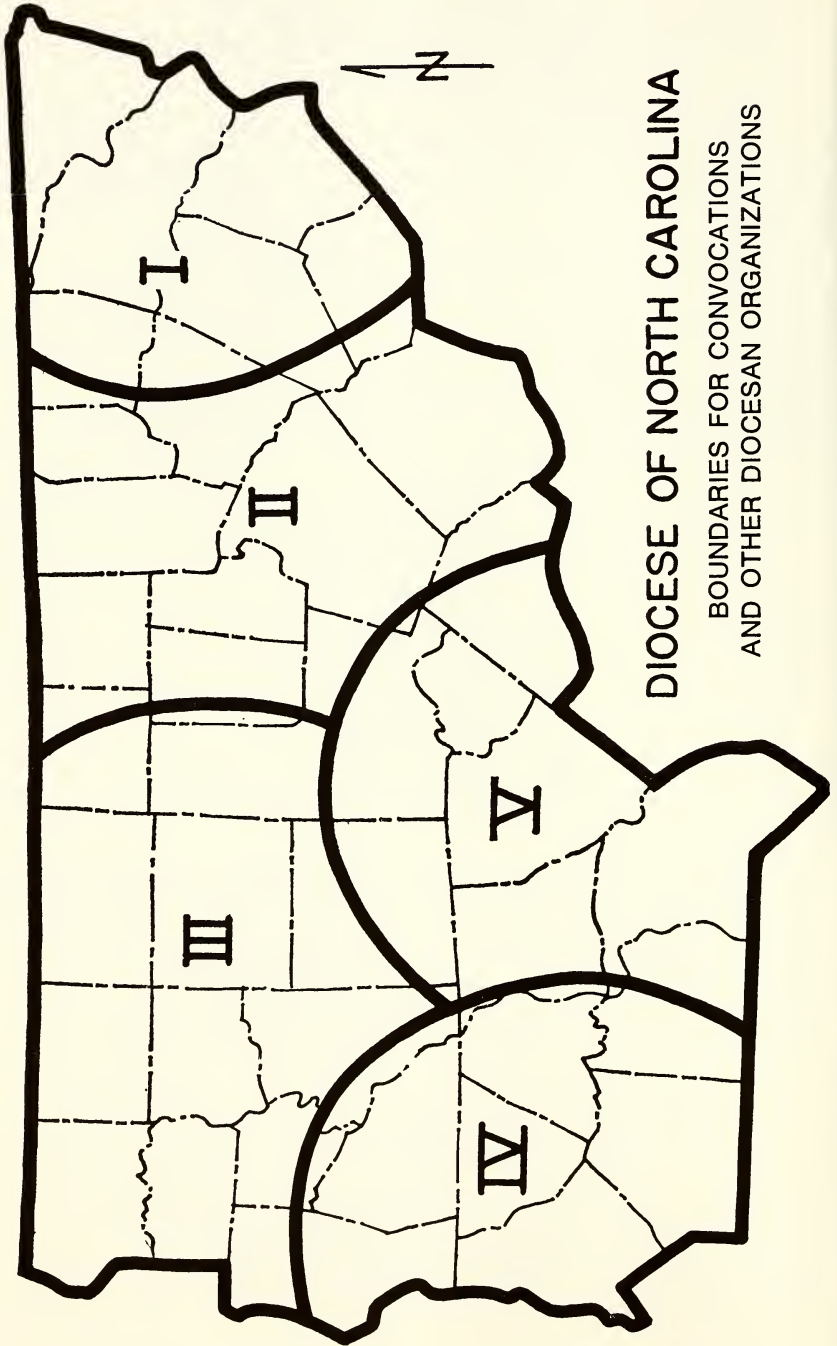 N
I
II
III
IV
V
DIOCESE OF NORTH CAROLINA
BOUNDARIES FOR CONVOCATIONS
AND OTHER DIOCESAN ORGANIZATIONS